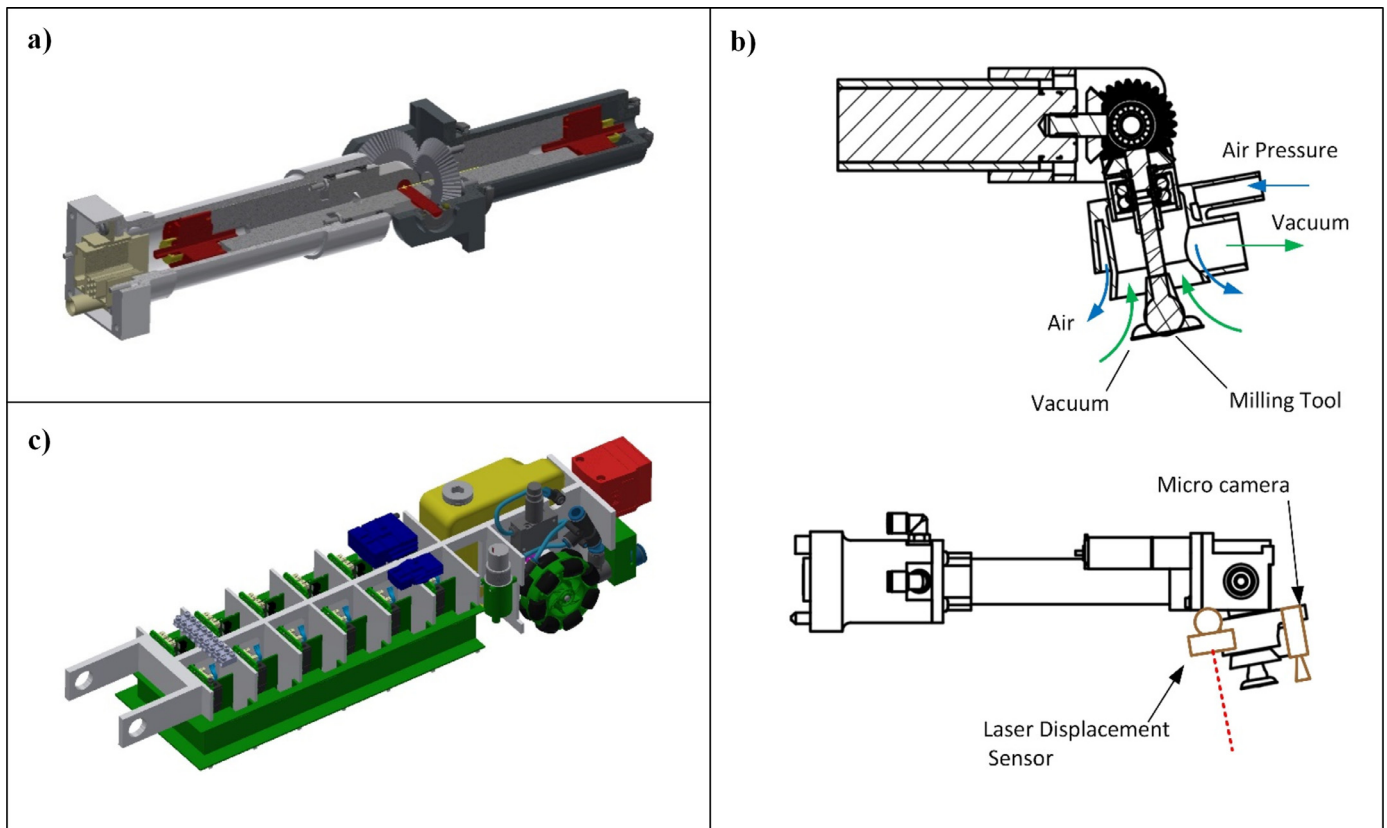 a)
b)
Air Pressure
Vacuum
Air
Vacuum
Milling Tool
c)
Micro camera
Laser Displacement
Sensor